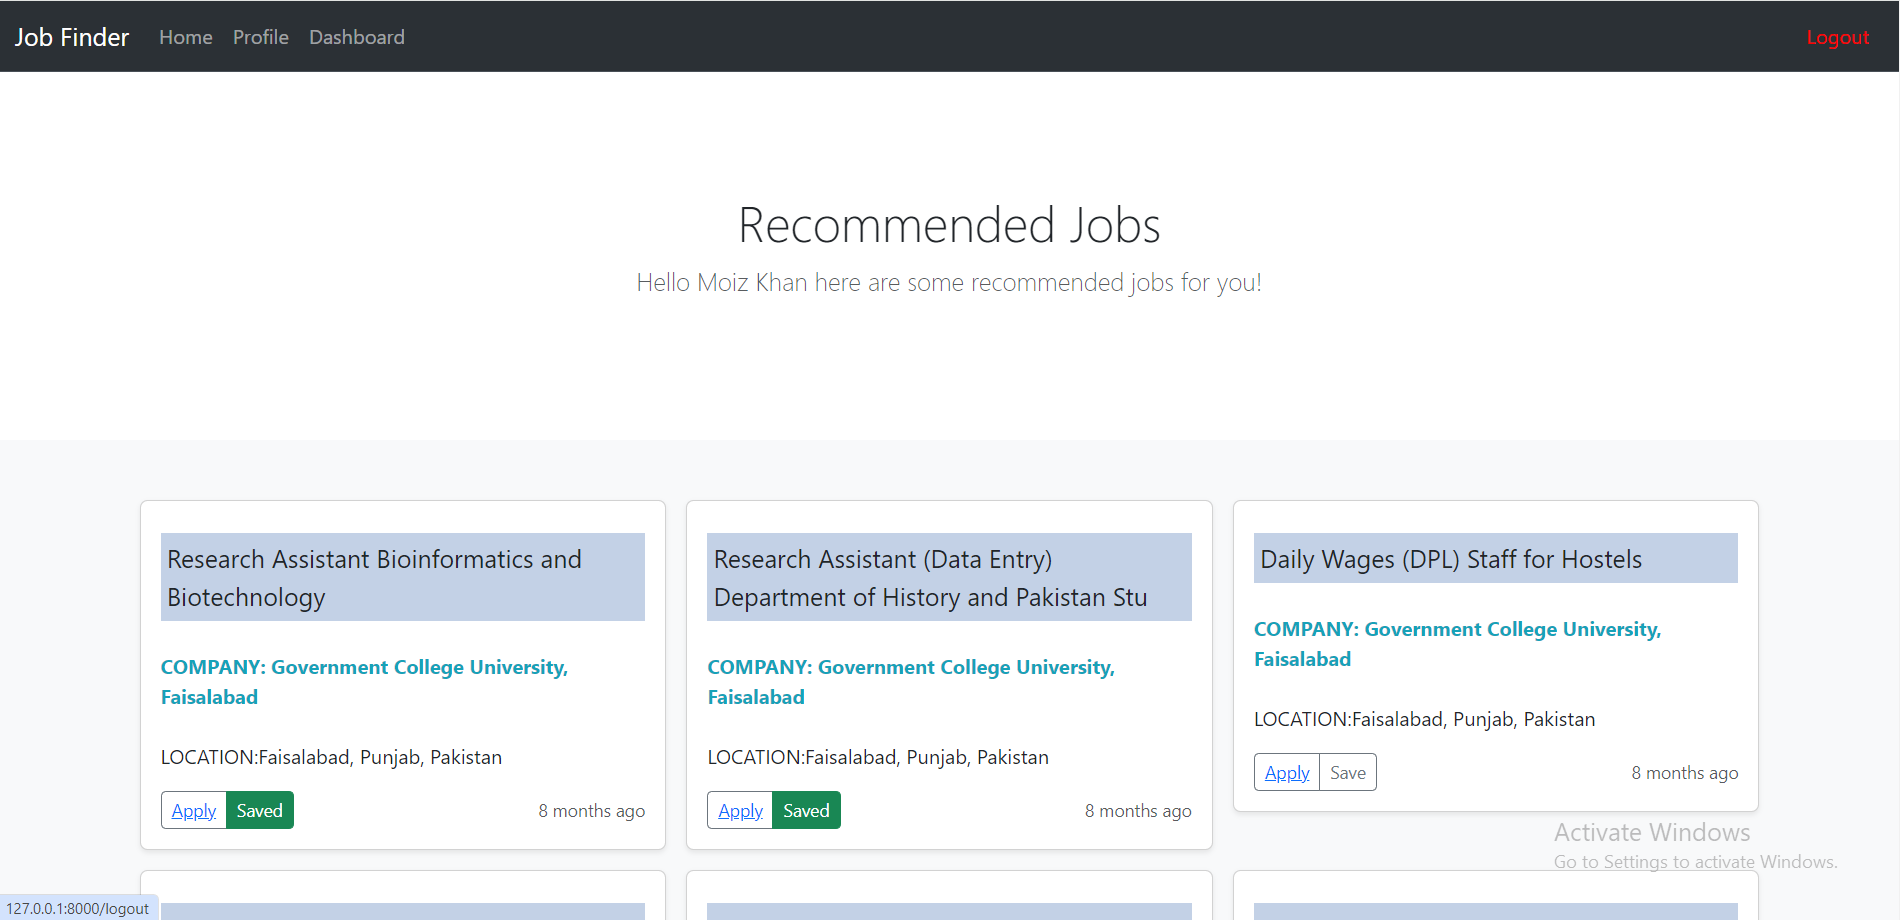 Job Finder Home Profile Dashboard Logout
Recommended Jobs
Hello Moiz Khan here are some recommended jobs for you!
Research Assistant Bioinformatics and
Biotechnology
COMPANY: Government College University,
Faisalabad
LOCATION:Faisalabad, Punjab, Pakistan
Apply Saved 8 months ago
Research Assistant (Data Entry)
Department of History and Pakistan Stu
COMPANY: Government College University,
Faisalabad
LOCATION:Faisalabad, Punjab, Pakistan
Apply Saved 8 months ago
Daily Wages (DPL) Staff for Hostels
COMPANY: Government College University,
Faisalabad
LOCATION:Faisalabad, Punjab, Pakistan
Apply Save 8 months ago
Activate Windows
Go to Settings to activate Windows.
127.0.0.1:8000/logout